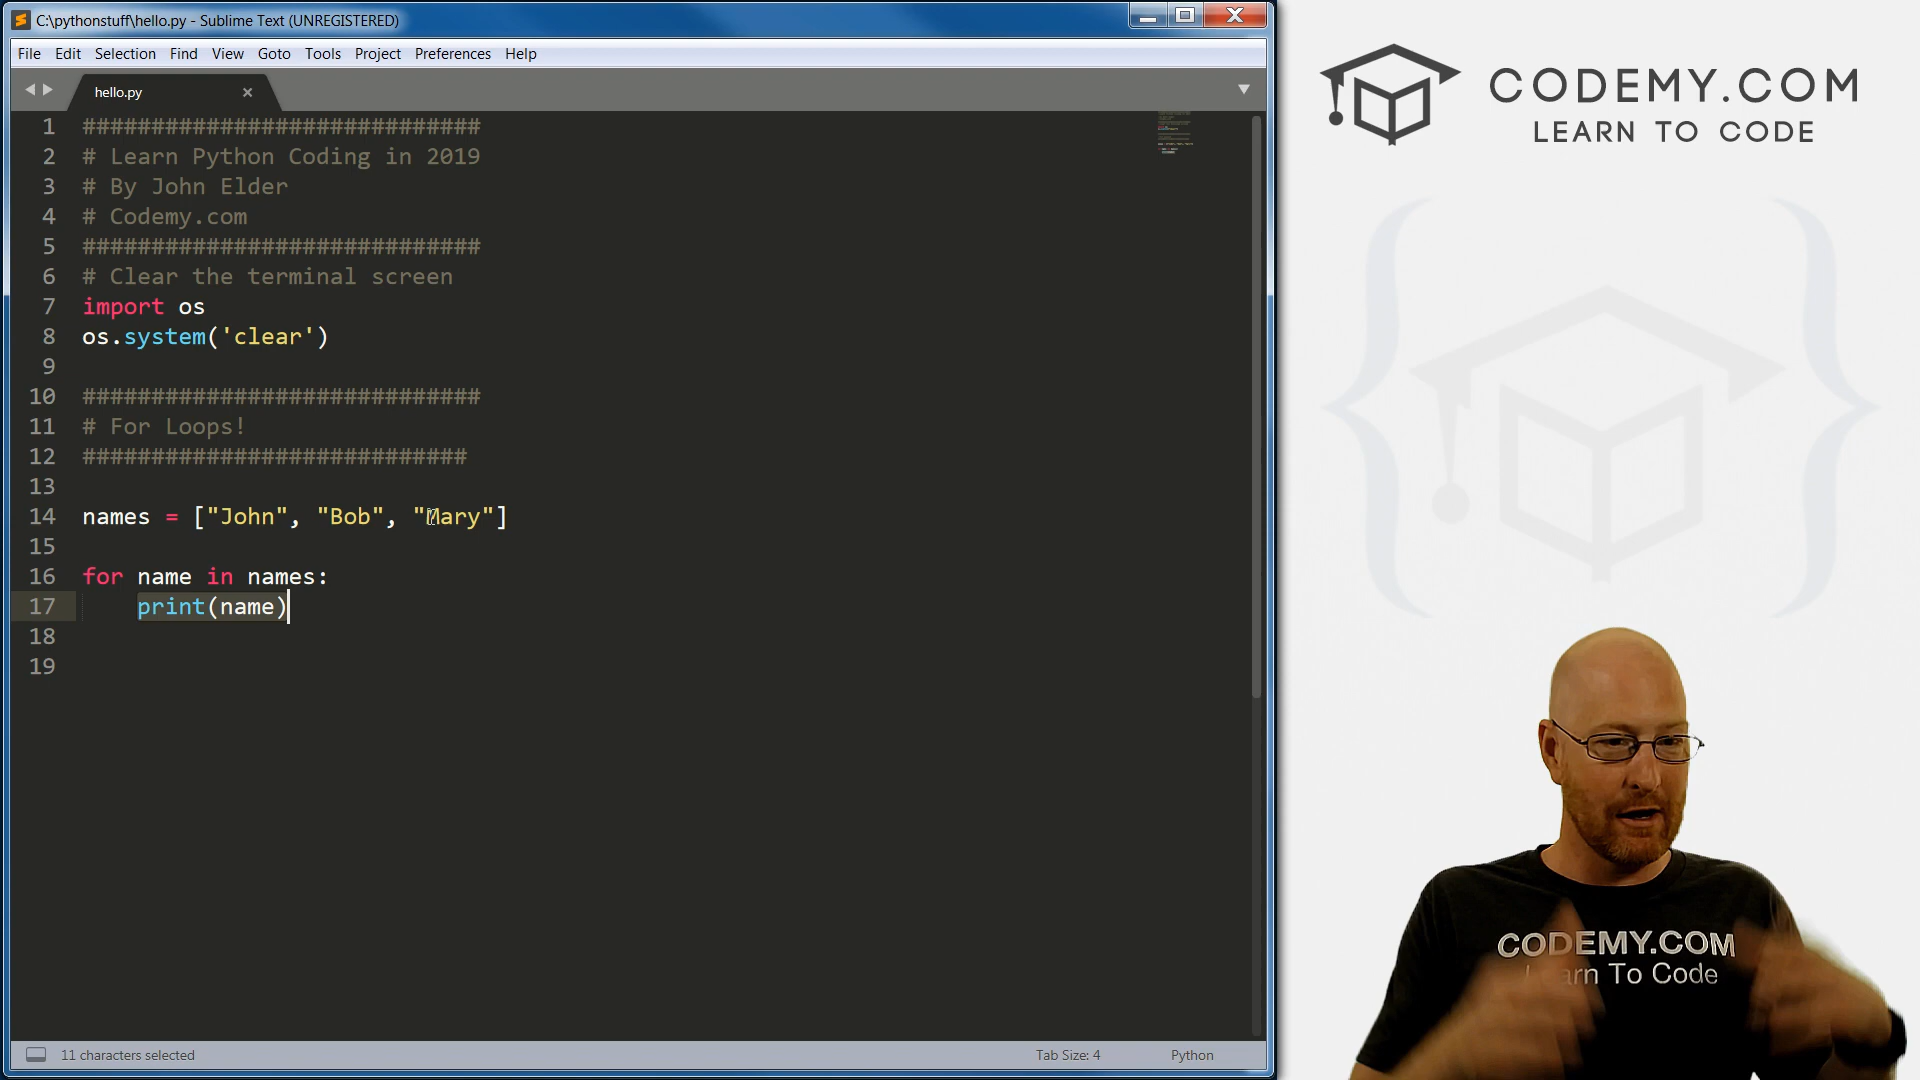 C:\pythonstuff\hello.py - Sublime Text (UNREGISTERED)
File Edit Selection Find View Goto Tools Project Preferences Help
hello.py
1 #############################
2 # Learn Python Coding in 2019
3 # By John Elder
4 # Codemy.com
5 #############################
6 # Clear the terminal screen
7 import os
8 os.system('clear')
9
10 #############################
11 # For Loops!
12 ############################
13
14 names = ["John", "Bob", "Mary"]
15
16 for name in names:
17 print(name)
18
19
11 characters selected
Tab Size: 4
Python
CODEMY.COM
LEARN TO CODE
CODEMY.COM
Learn To Code